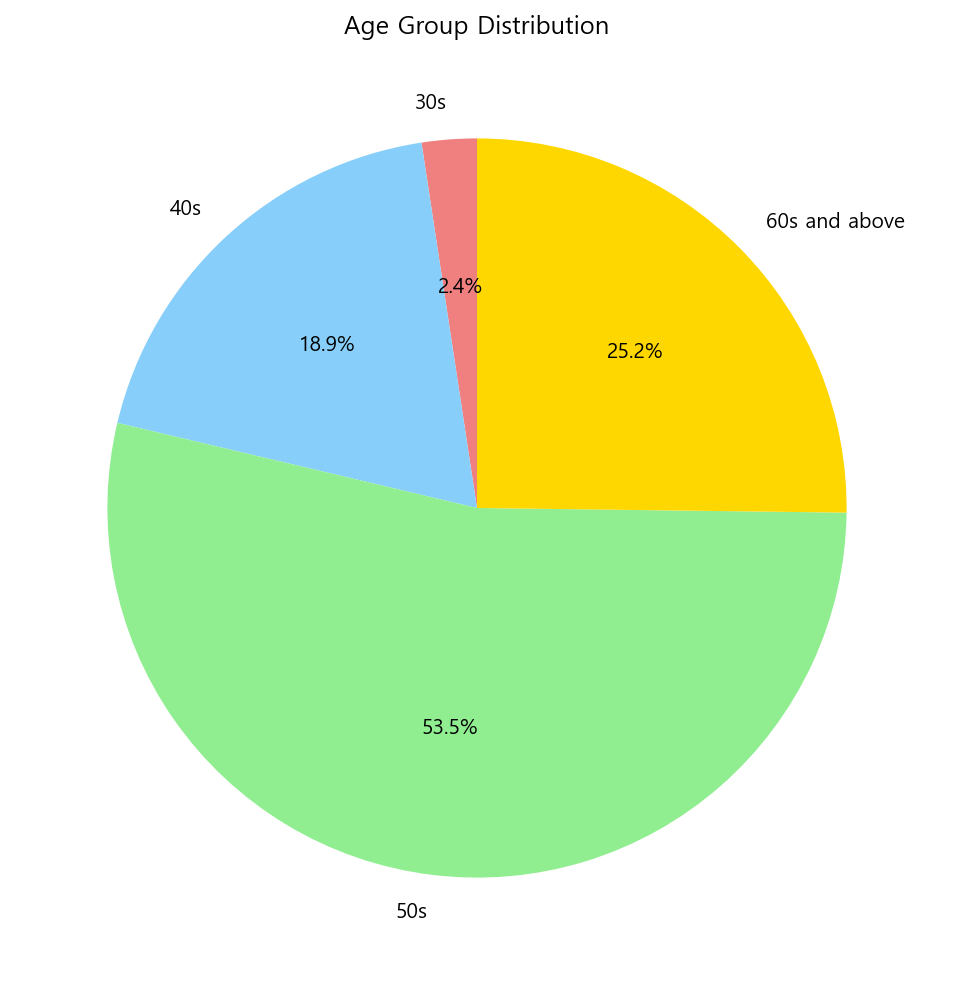 Age Group Distribution
30s
40s
60s and above
2.4%
18.9%
25.2%
53.5%
50s